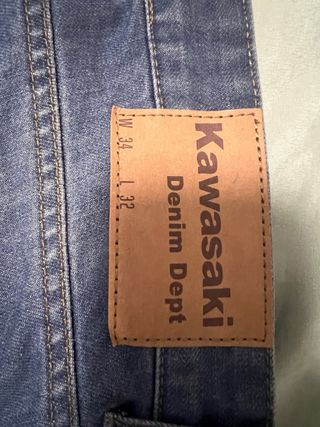 Kawasaki
Denim Dept
W 34 L 32